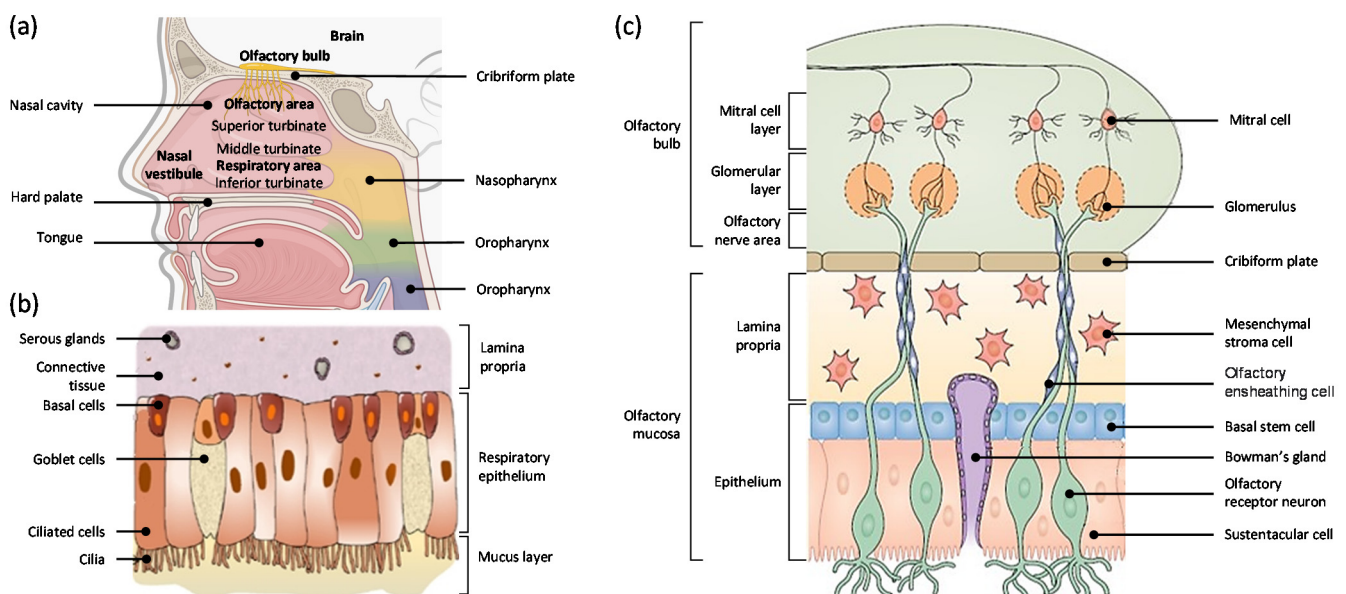 (a)
Brain
Olfactory bulb
Cribriform plate
Nasal cavity
Olfactory area
Superior turbinate
Middle turbinate
Nasal
vestibule
Respiratory area
Inferior turbinate
Nasopharynx
Hard palate
Tongue
Oropharynx
Oropharynx
(b)
Serous glands
Connective
tissue
Basal cells
Goblet cells
Ciliated cells
Cilia
Lamina
propria
Respiratory
epithelium
Mucus layer
(c)
Olfactory
bulb
Mitral cell
layer
Glomerular
layer
Olfactory
nerve area
Olfactory
mucosa
Lamina
propria
Epithelium
Mitral cell
Glomerulus
Cribiform plate
Mesenchymal
stroma cell
Olfactory
ensheathing cell
Basal stem cell
Bowman's gland
Olfactory
receptor neuron
Sustentacular cell